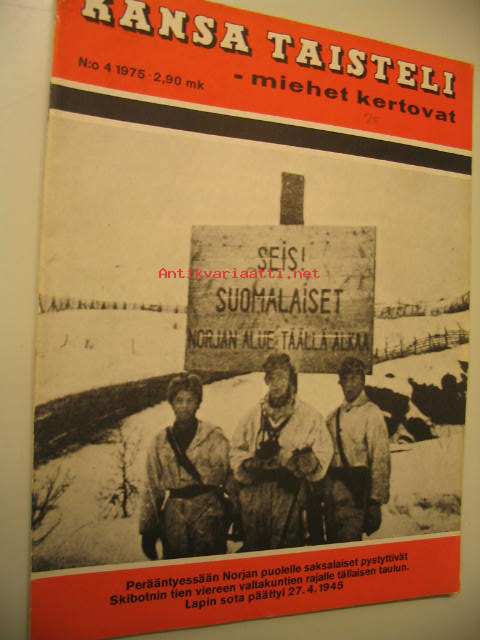 KANSA TAISTELI
N:o 4 1975 · 2,90 mk
- miehet kertovat
SEIS!
Antikvariaatti.net
SUOMALAISET
NORJAN ALUE TÄÄLLÄ ALKAA
Perääntyessään Norjan puolelle saksalaiset pystyttivät
Skibotnin tien viereen valtakuntien rajalle tällaisen taulun.
Lapin sota päättyi 27.4.1945